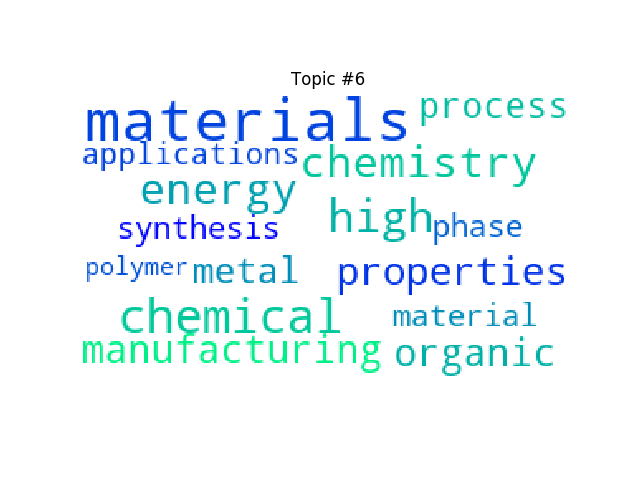 Topic #6
materials process
applications chemistry
energy high
synthesis phase
polymer metal properties
chemical material
manufacturing organic